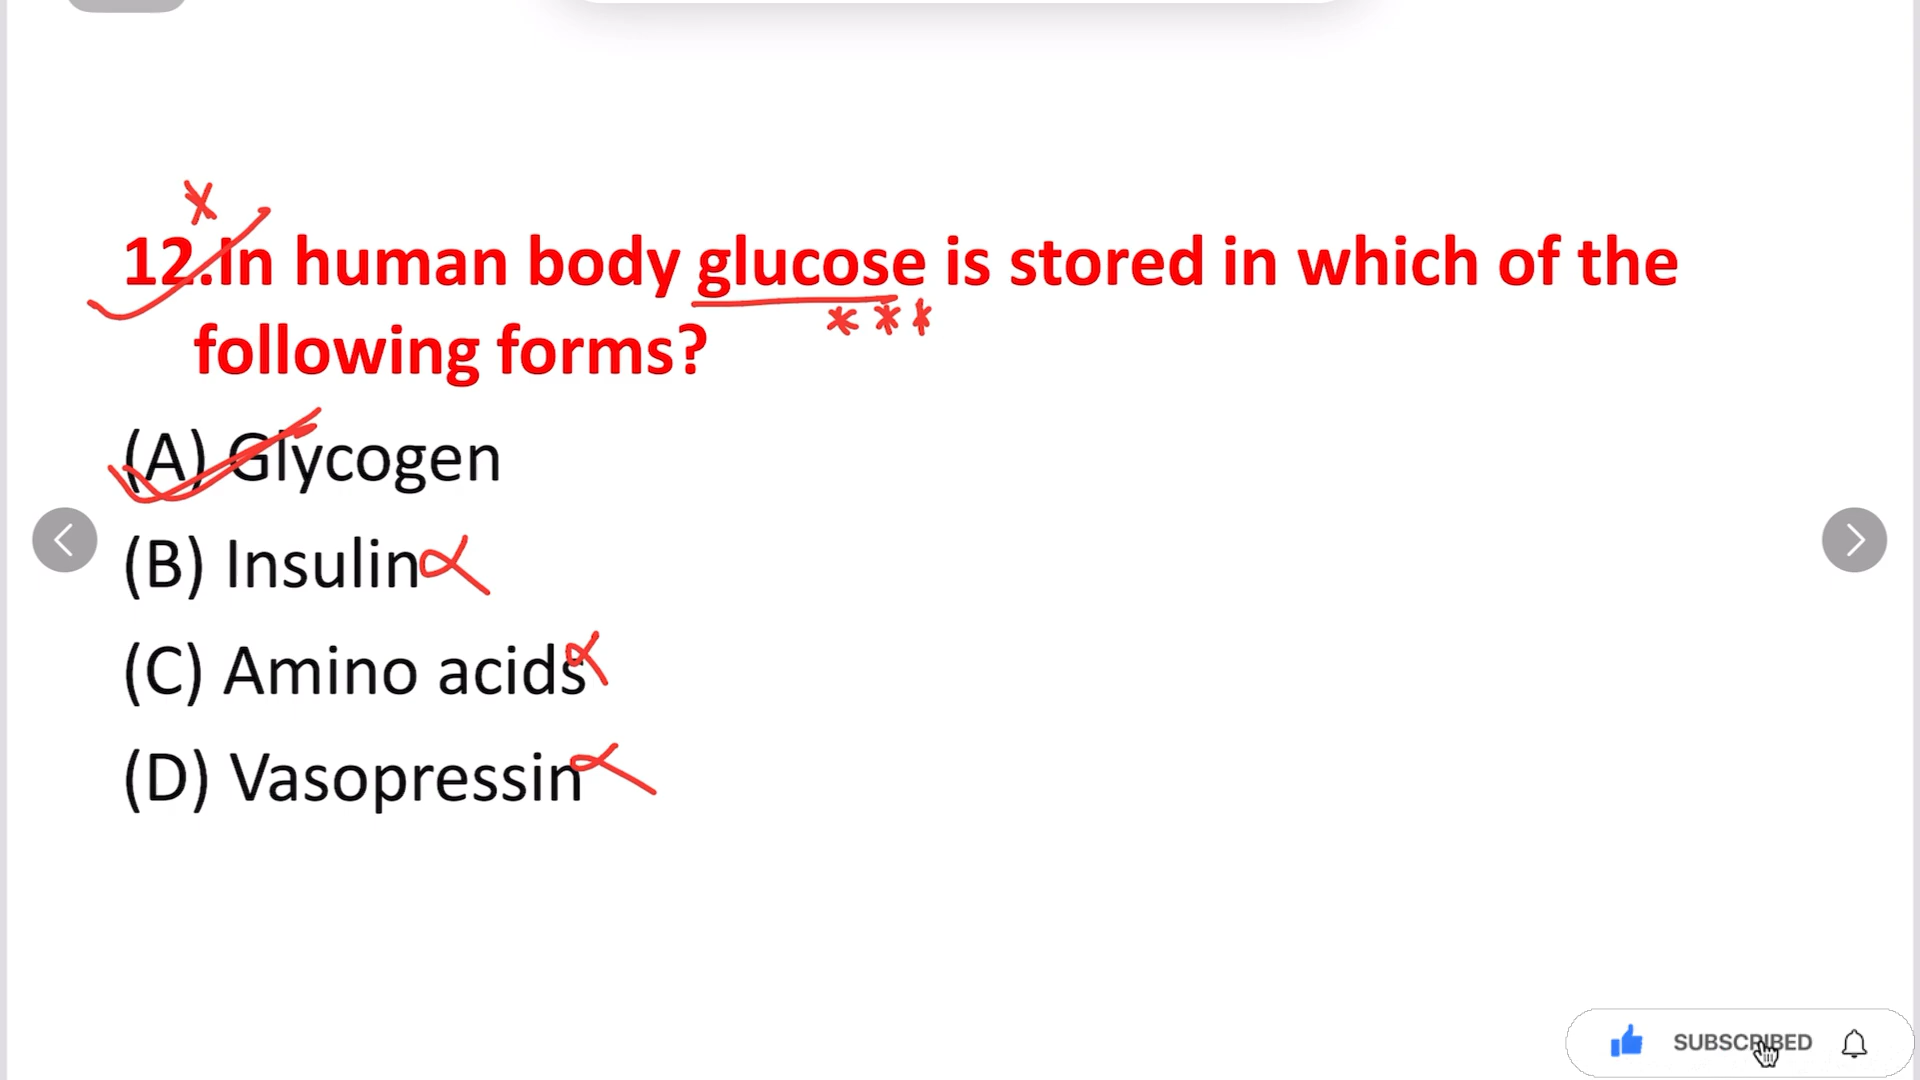 12.In human body glucose is stored in which of the
following forms?
(A) Glycogen
(B) Insulin
(C) Amino acids
(D) Vasopressin
SUBSCRIBED